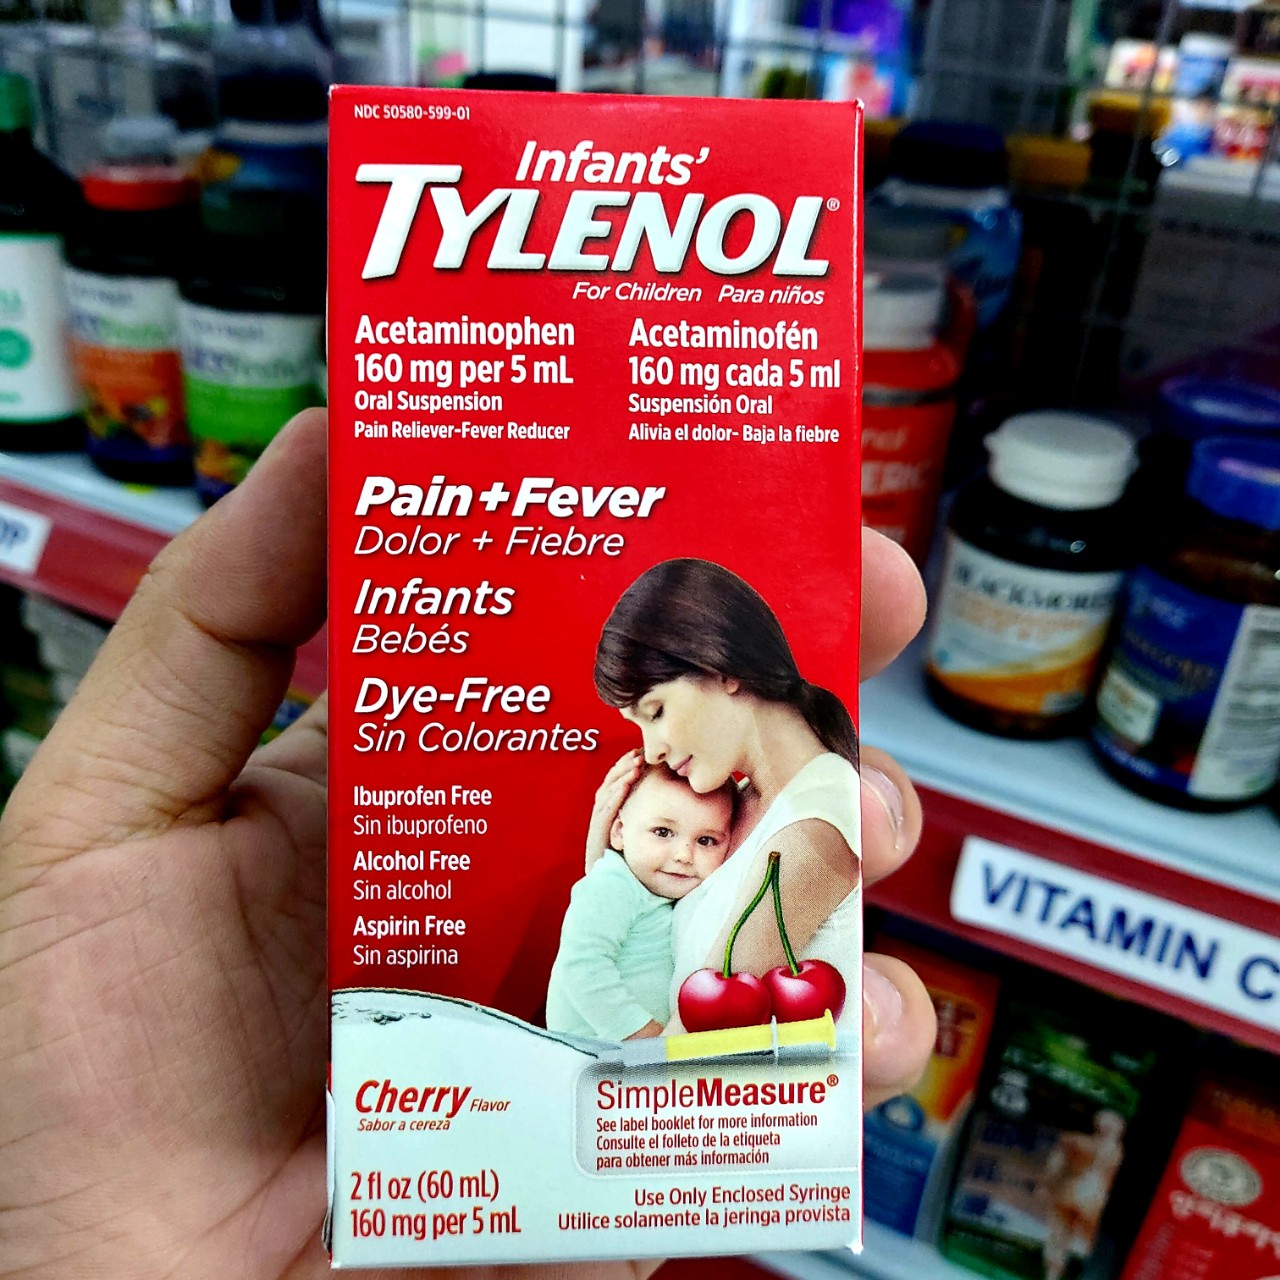 NDC 50580-599-01
Infants'
TYLENOL®
For Children Para niños
Acetaminophen
160 mg per 5 mL
Oral Suspension
Pain Reliever-Fever Reducer
Acetaminofén
160 mg cada 5 ml
Suspensión Oral
Alivia el dolor- Baja la fiebre
Pain+Fever
Dolor + Fiebre
Infants
Bebés
Dye-Free
Sin Colorantes
Ibuprofen Free
Sin ibuprofeno
Alcohol Free
Sin alcohol
Aspirin Free
Sin aspirina
Cherry Flavor
Sabor a cereza
2 fl oz (60 mL)
160 mg per 5 mL
SimpleMeasure®
See label booklet for more information
Consulte el folleto de la etiqueta
para obtener más información
Use Only Enclosed Syringe
Utilice solamente la jeringa provista
VITAMIN C